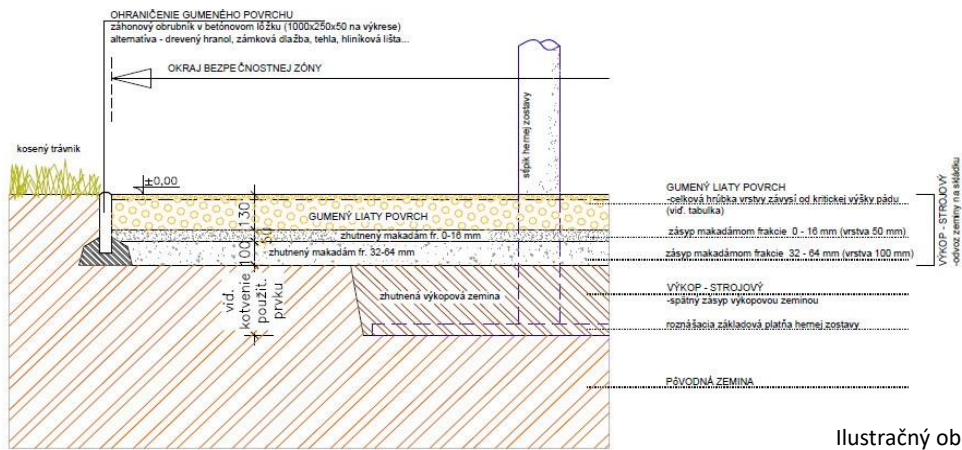 OHRANIČENIE GUMENÉHO POVRCHU
záhonový obrubník v betónovom lôžku (1000x250x50 na výkrese)
alternatíva - drevený hranol, zámková dlažba, tehla, hliníková lišta...
OKRAJ BEZPEČNOSTNEJ ZÓNY
kosený trávnik
±0,00
stĺpik hernej zostavy
130
GUMENÝ LIATY POVRCH
50
zhutnený makadám fr. 0-16 mm
100
zhutnený makadám fr. 32-64 mm
viď.
kotvenie
použit.
prvku
zhutnená výkopová zemina
GUMENÝ LIATY POVRCH
-celková hrúbka vrstvy závysí od kritickej výšky pádu
(viď. tabulka)
zásyp makadámom frakcie 0 - 16 mm (vrstva 50 mm)
zásyp makadámom frakcie 32 - 64 mm (vrstva 100 mm)
VÝKOP - STROJOVÝ
-spätný zásyp výkopovou zeminou
roznášacia základová platňa hernej zostavy
PôVODNÁ ZEMINA
VÝKOP - STROJOVÝ
-odvoz zeminy na skládku
Ilustračný ob